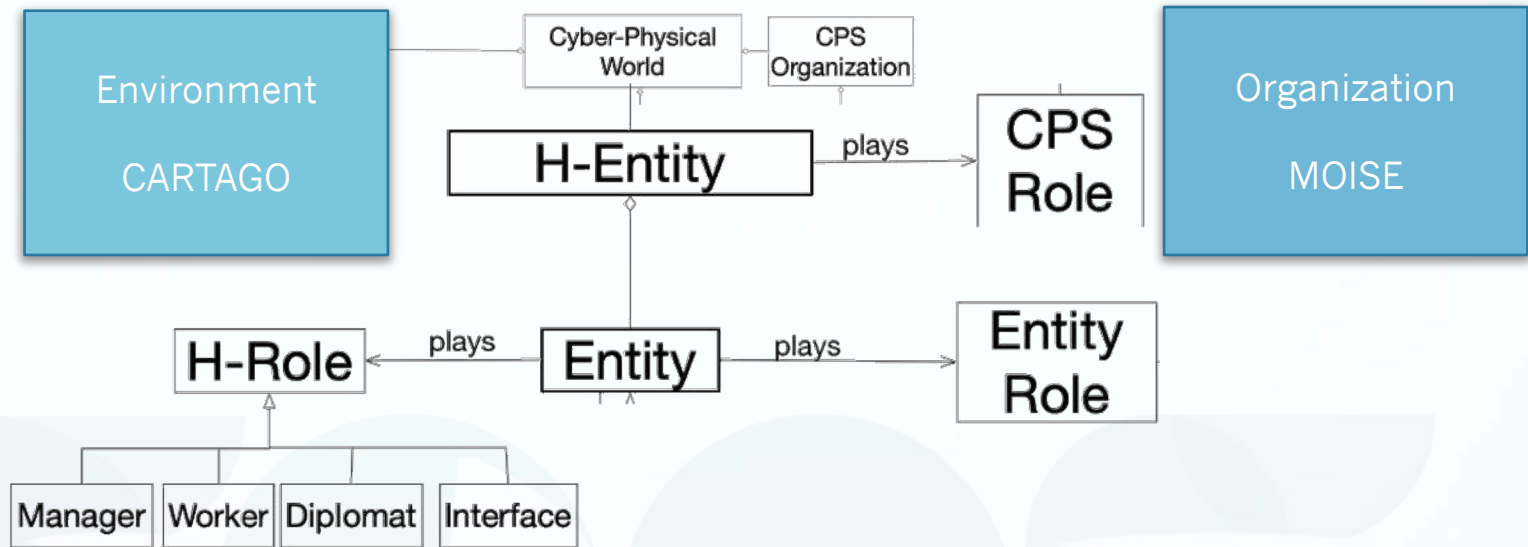 Environment
CARTAGO
Cyber-Physical
World
CPS
Organization
Organization
MOISE
H-Entity
plays
CPS
Role
H-Role
plays
Entity
plays
Entity
Role
Manager
Worker
Diplomat
Interface